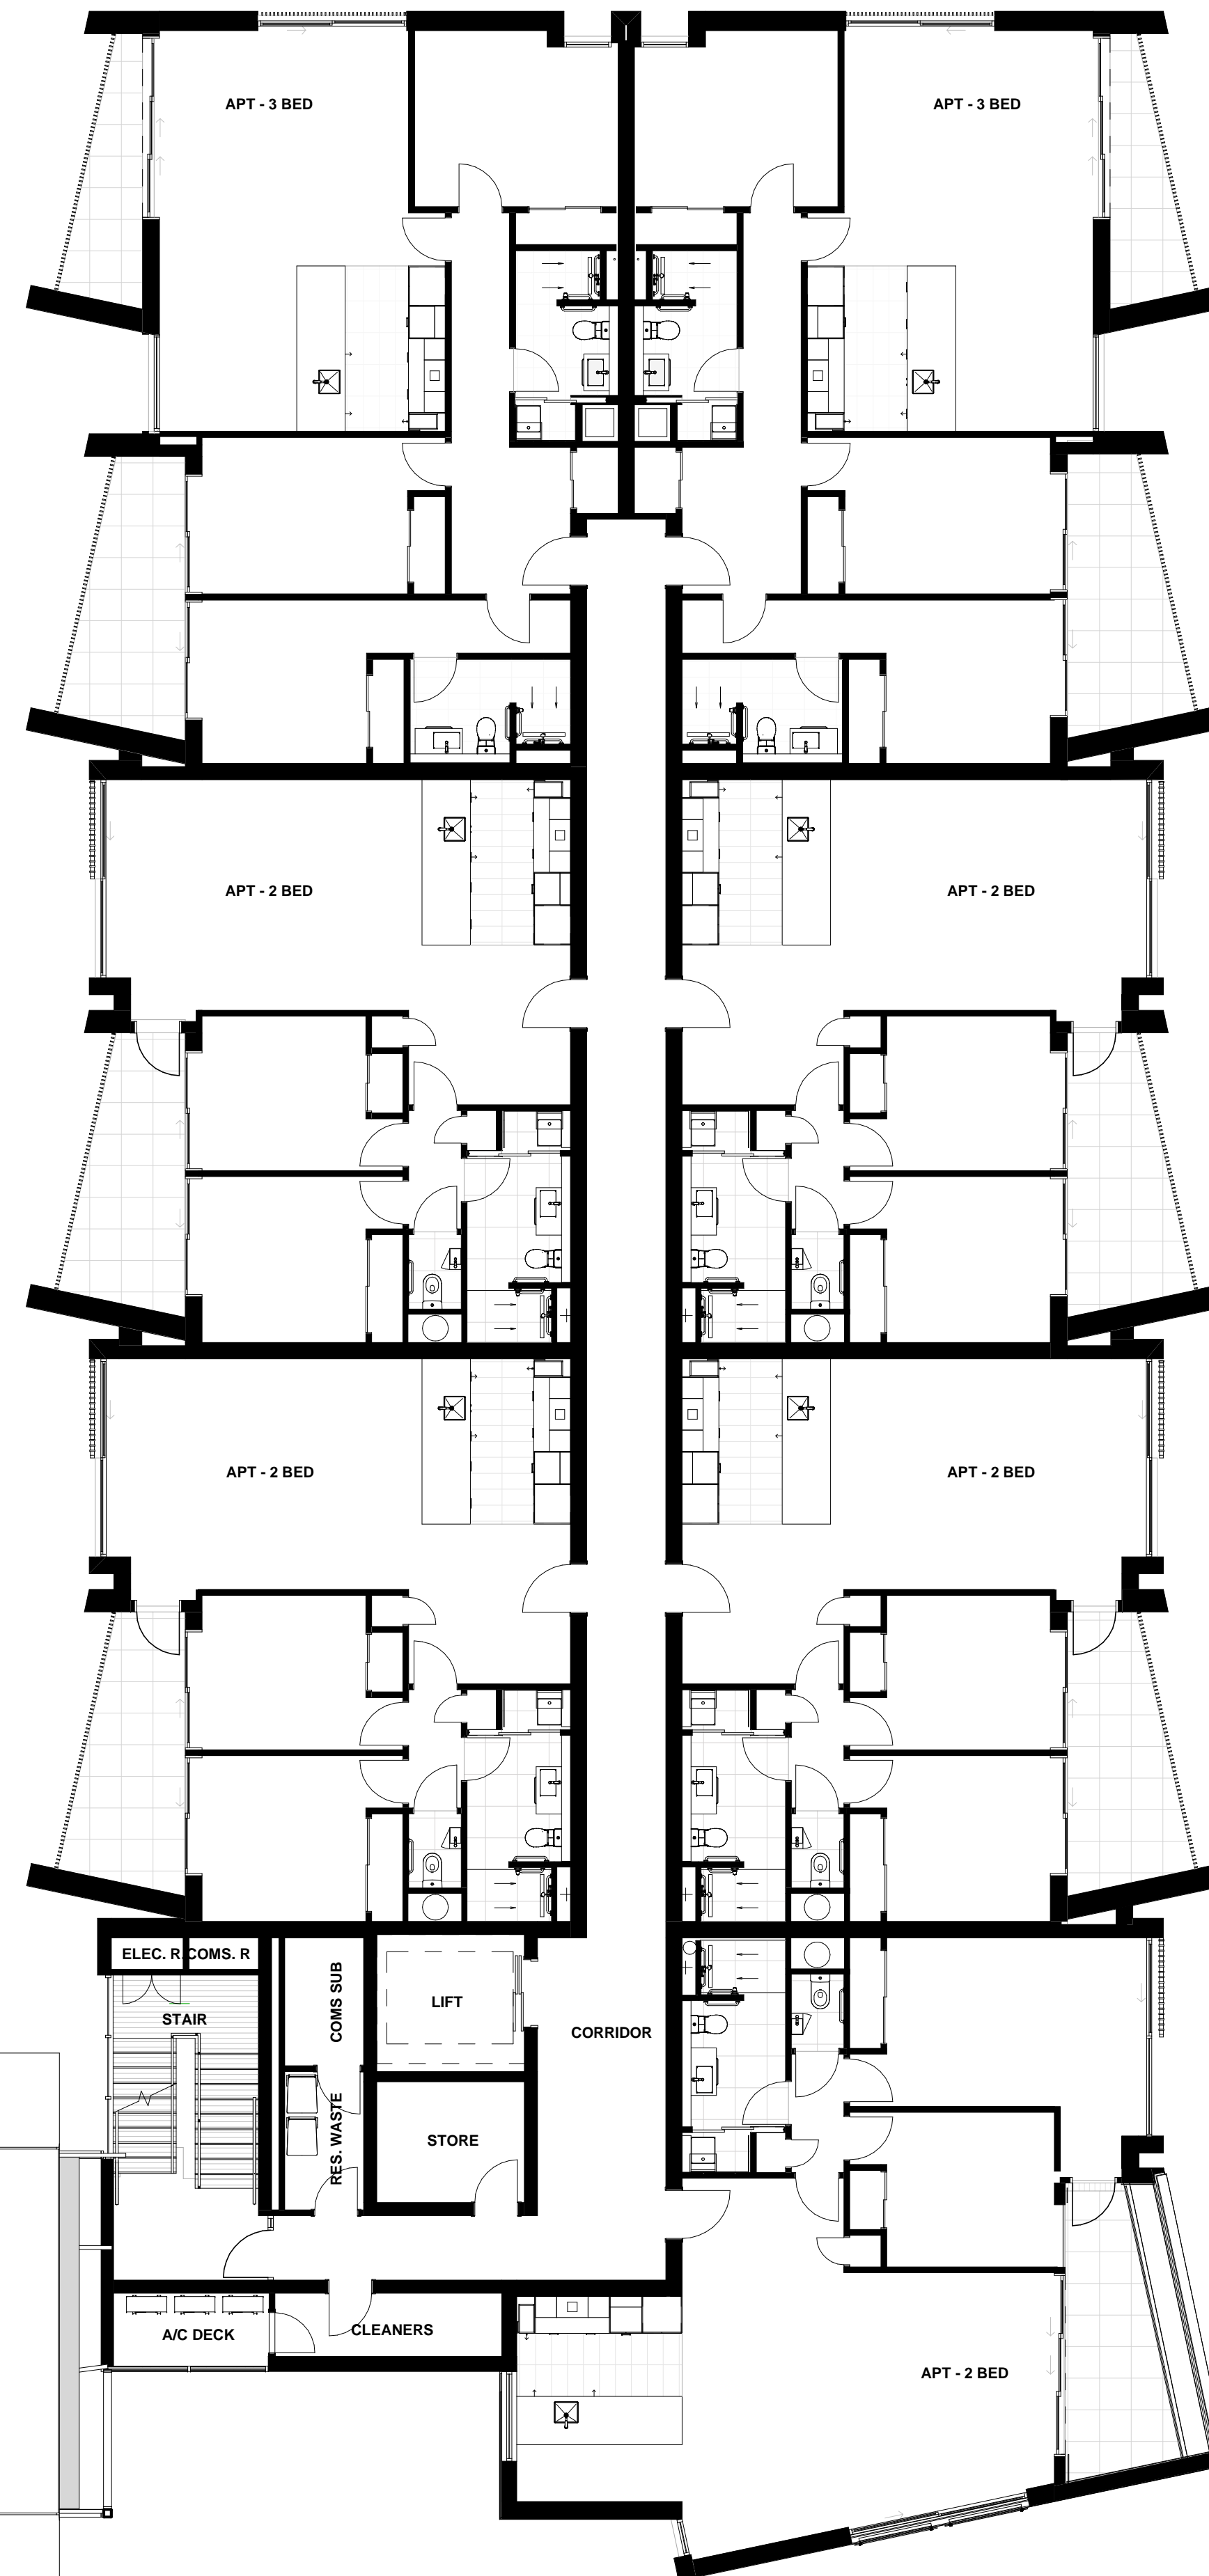 APT - 3 BED
APT - 3 BED
APT - 2 BED
APT - 2 BED
APT - 2 BED
APT - 2 BED
ELEC. R.
COMS. R
STAIR
COMS SUB
LIFT
CORRIDOR
RES. WASTE
STORE
A/C DECK
CLEANERS
APT - 2 BED